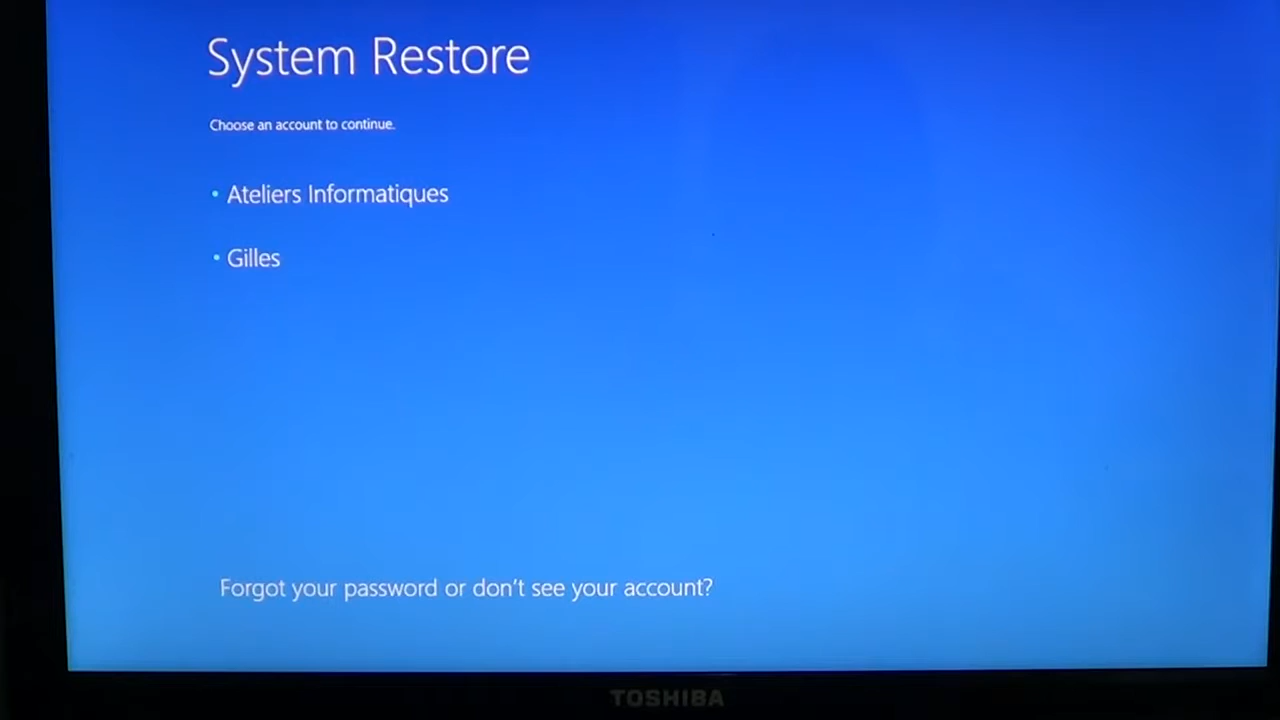 System Restore
Choose an account to continue.
Ateliers Informatiques
Gilles
Forgot your password or don't see your account?
TOSHIBA